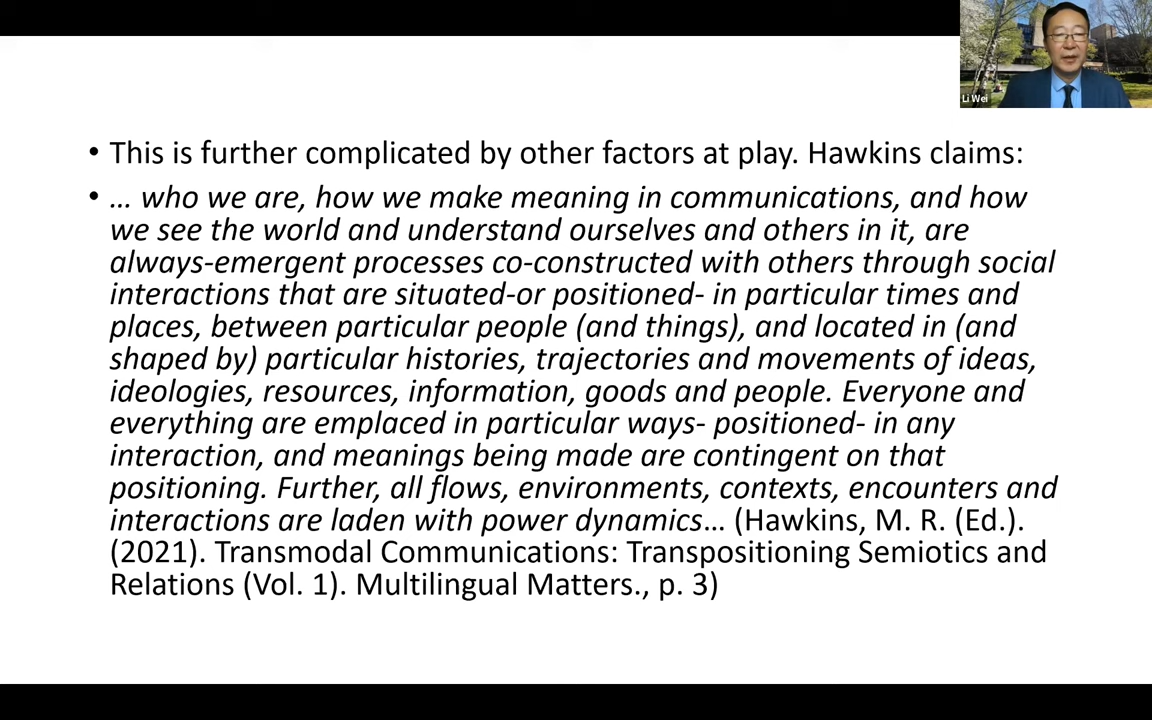 Li Wei
• This is further complicated by other factors at play. Hawkins claims:
• … who we are, how we make meaning in communications, and how
we see the world and understand ourselves and others in it, are
always-emergent processes co-constructed with others through social
interactions that are situated-or positioned- in particular times and
places, between particular people (and things), and located in (and
shaped by) particular histories, trajectories and movements of ideas,
ideologies, resources, information, goods and people. Everyone and
everything are emplaced in particular ways- positioned- in any
interaction, and meanings being made are contingent on that
positioning. Further, all flows, environments, contexts, encounters and
interactions are laden with power dynamics… (Hawkins, M. R. (Ed.).
(2021). Transmodal Communications: Transpositioning Semiotics and
Relations (Vol. 1). Multilingual Matters., p. 3)